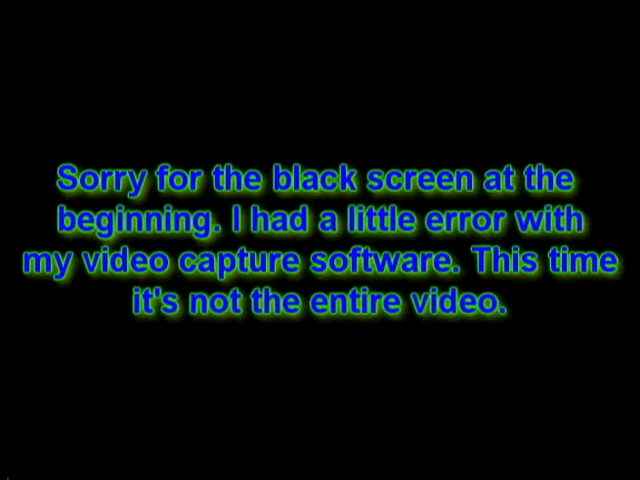 Sorry for the black screen at the
beginning. I had a little error with
my video capture software. This time
it's not the entire video.